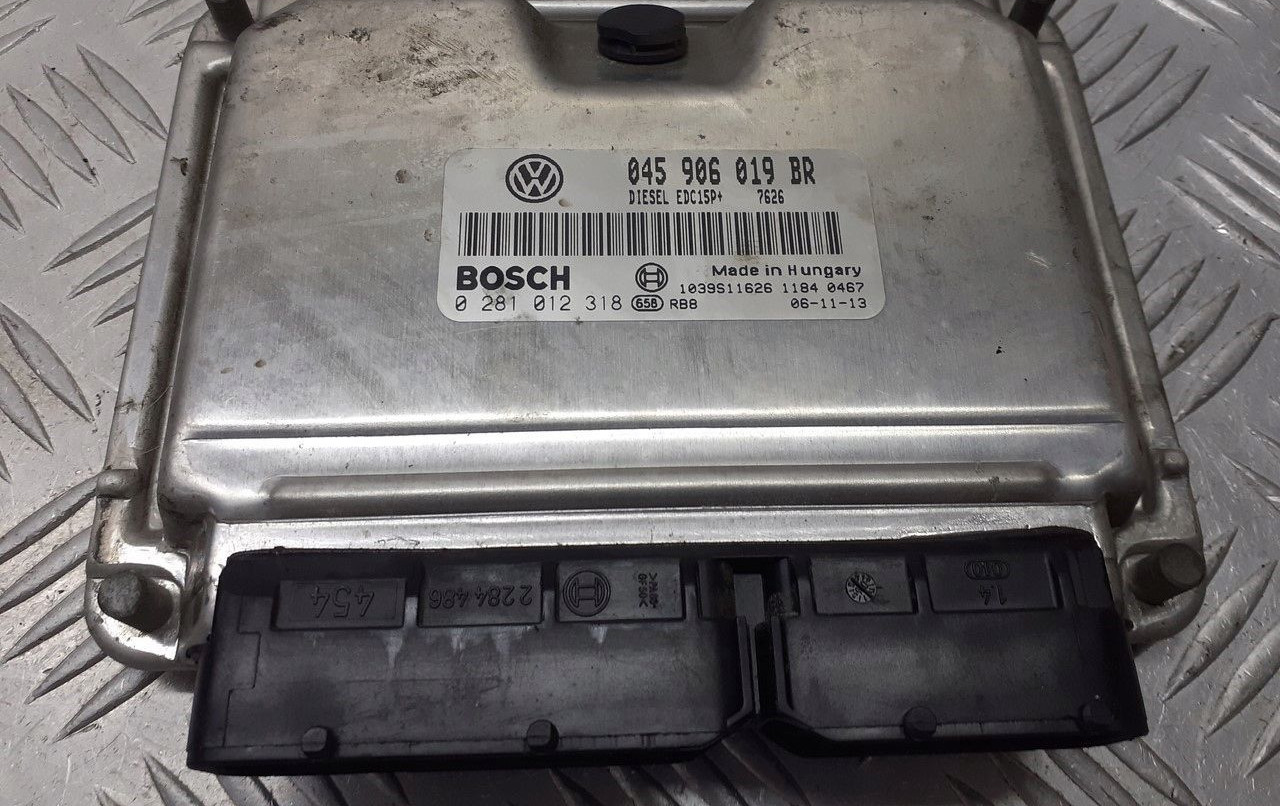 045 906 019 BR
DIESEL EDC15P+ 7626
BOSCH
Made in Hungary
1039S11626 1184 0467
0 281 012 318 65B RB8 06-11-13
454
2284486
1.4